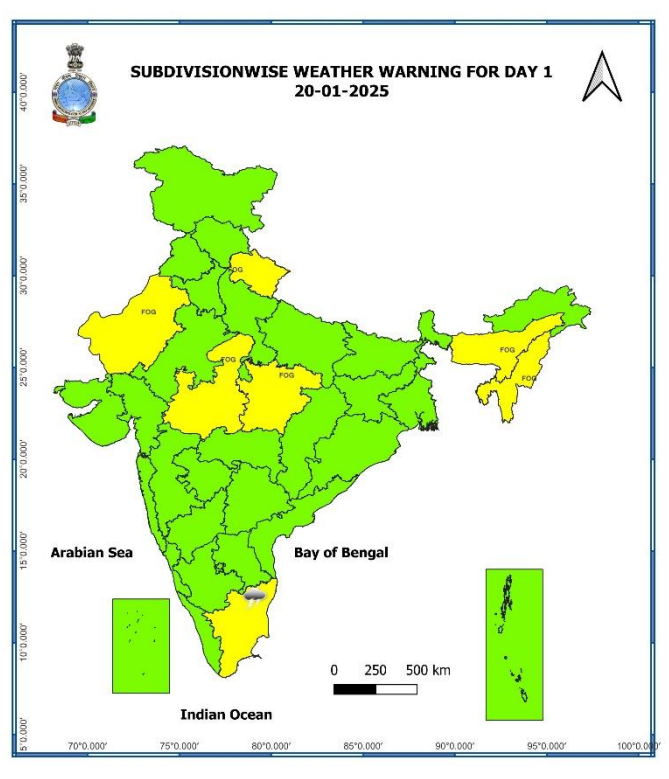 SUBDIVISIONWISE WEATHER WARNING FOR DAY 1
20-01-2025
40°0.000'
35°0.000'
30°0.000'
25°0.000'
20°0.000'
15°0.000'
10°0.000'
5°0.000'
FOG
FOG
FOG
FOG
FOG
FOG
Arabian Sea
Bay of Bengal
0 250 500 km
Indian Ocean
70°0.000' 75°0.000' 80°0.000' 85°0.000' 90°0.000' 95°0.000' 100°0.000'